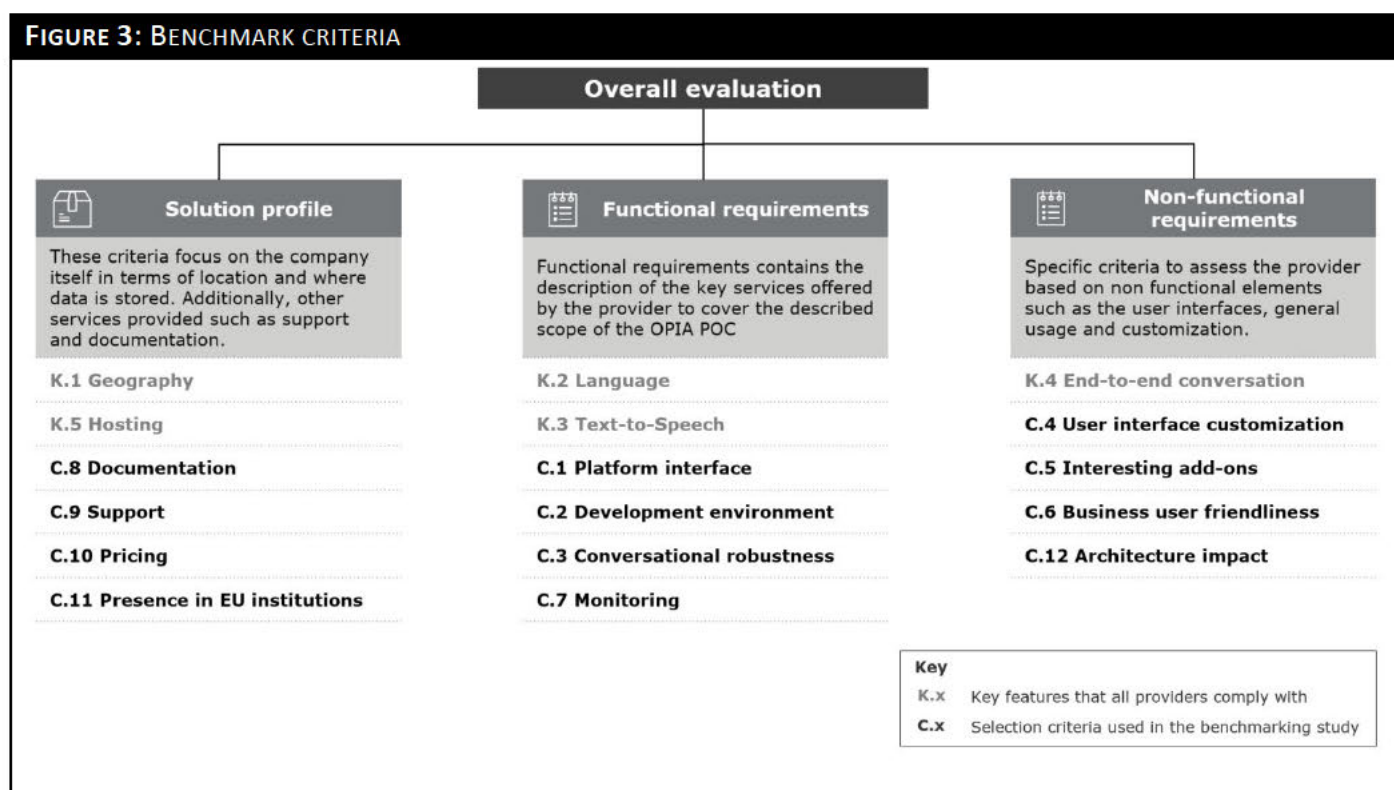 FIGURE 3: BENCHMARK CRITERIA
Overall evaluation
Solution profile
These criteria focus on the company
itself in terms of location and where
data is stored. Additionally, other
services provided such as support
and documentation.
K.1 Geography
K.5 Hosting
C.8 Documentation
C.9 Support
C.10 Pricing
C.11 Presence in EU institutions
Functional requirements
Functional requirements contains the
description of the key services offered
by the provider to cover the described
scope of the OPIA POC
K.2 Language
K.3 Text-to-Speech
C.1 Platform interface
C.2 Development environment
C.3 Conversational robustness
C.7 Monitoring
Non-functional
requirements
Specific criteria to assess the provider
based on non functional elements
such as the user interfaces, general
usage and customization.
K.4 End-to-end conversation
C.4 User interface customization
C.5 Interesting add-ons
C.6 Business user friendliness
C.12 Architecture impact
Key
K.x Key features that all providers comply with
C.x Selection criteria used in the benchmarking study